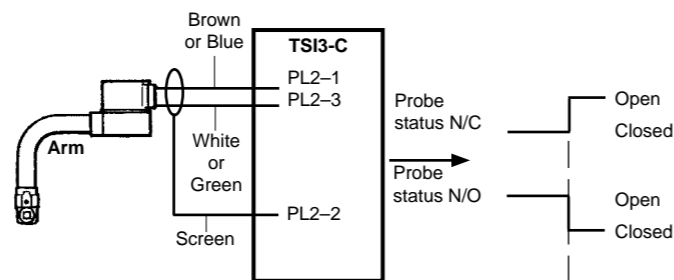 Brown
or Blue
TSI3-C
PL2–1
PL2–3
Arm
White
or
Green
PL2–2
Screen
Probe
status N/C
Open
Closed
Probe
status N/O
Open
Closed